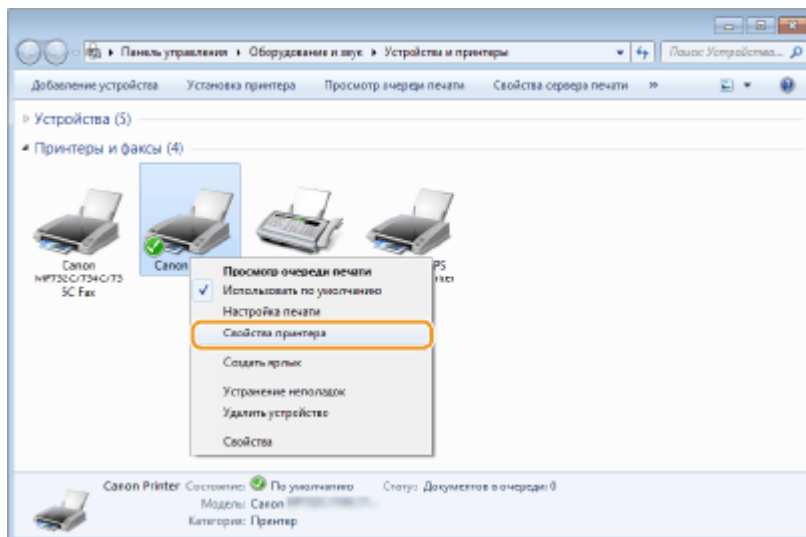 Панель управления ▸ Оборудование и звук ▸ Устройства и принтеры
Поиск: Устройства...
Добавление устройства Установка принтера Просмотр очереди печати Свойства сервера печати »
Устройства (5)
Принтеры и факсы (4)
Canon
MF732C/734C/73
5C Fax
Canon
PS
Просмотр очереди печати
Использовать по умолчанию
Настройка печати
Свойства принтера
Создать ярлык
Устранение неполадок
Удалить устройство
Свойства
Canon Printer Состояние: По умолчанию Статус: Документов в очереди: 0
Модель: Canon
Категория: Принтер